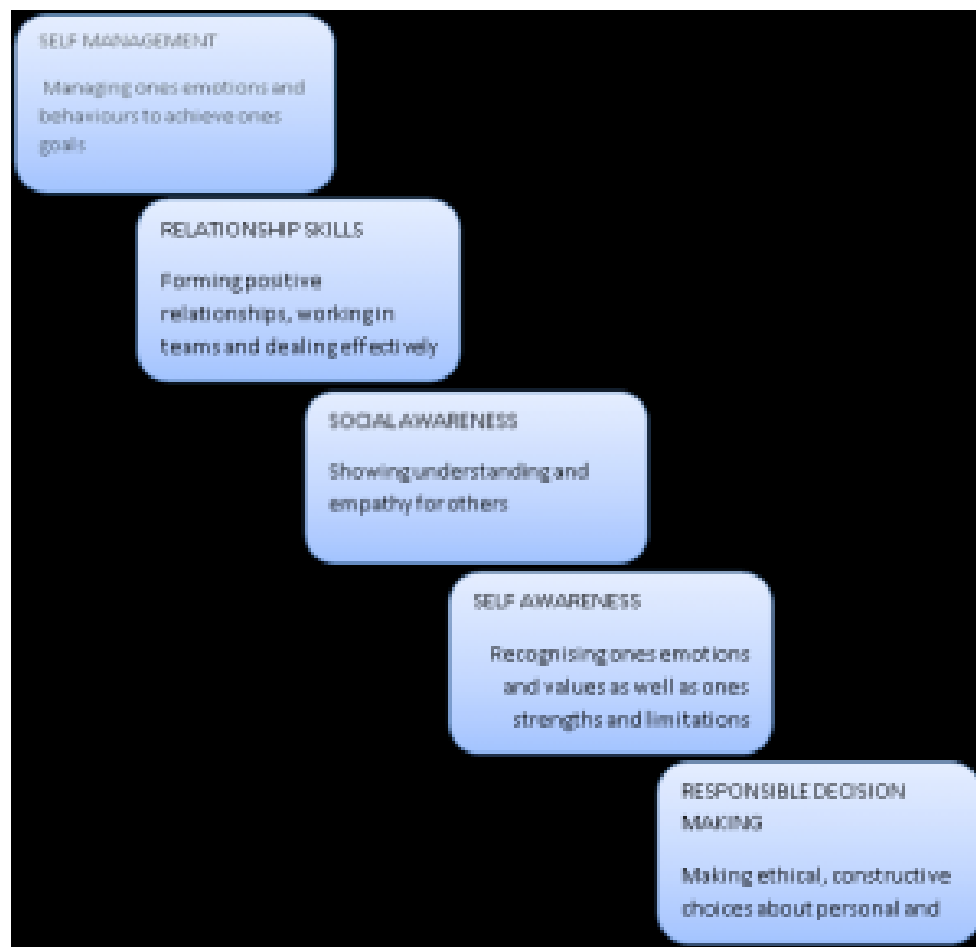 SELF MANAGEMENT
Managing ones emotions and
behaviours to achieve ones
goals
RELATIONSHIP SKILLS
Forming positive
relationships, working in
teams and dealing effectively
SOCIAL AWARENESS
Showing understanding and
empathy for others
SELF AWARENESS
Recognising ones emotions
and values as well as ones
strengths and limitations
RESPONSIBLE DECISION
MAKING
Making ethical, constructive
choices about personal and